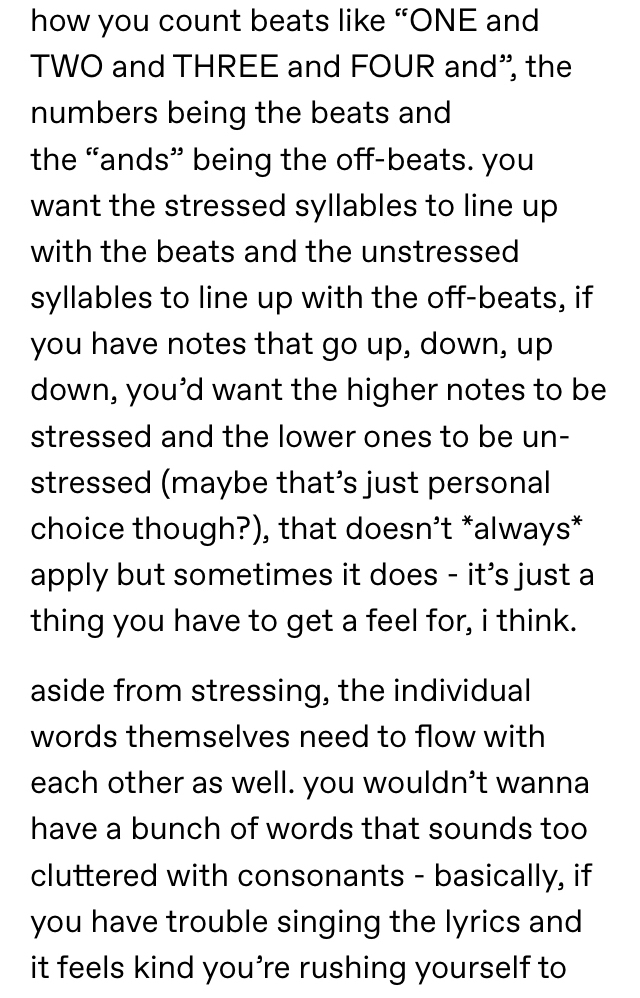 how you count beats like “ONE and
TWO and THREE and FOUR and”, the
numbers being the beats and
the “ands” being the off-beats. you
want the stressed syllables to line up
with the beats and the unstressed
syllables to line up with the off-beats, if
you have notes that go up, down, up
down, you’d want the higher notes to be
stressed and the lower ones to be un-
stressed (maybe that’s just personal
choice though?), that doesn’t *always*
apply but sometimes it does - it’s just a
thing you have to get a feel for, i think.
aside from stressing, the individual
words themselves need to flow with
each other as well. you wouldn’t wanna
have a bunch of words that sounds too
cluttered with consonants - basically, if
you have trouble singing the lyrics and
it feels kind you’re rushing yourself to